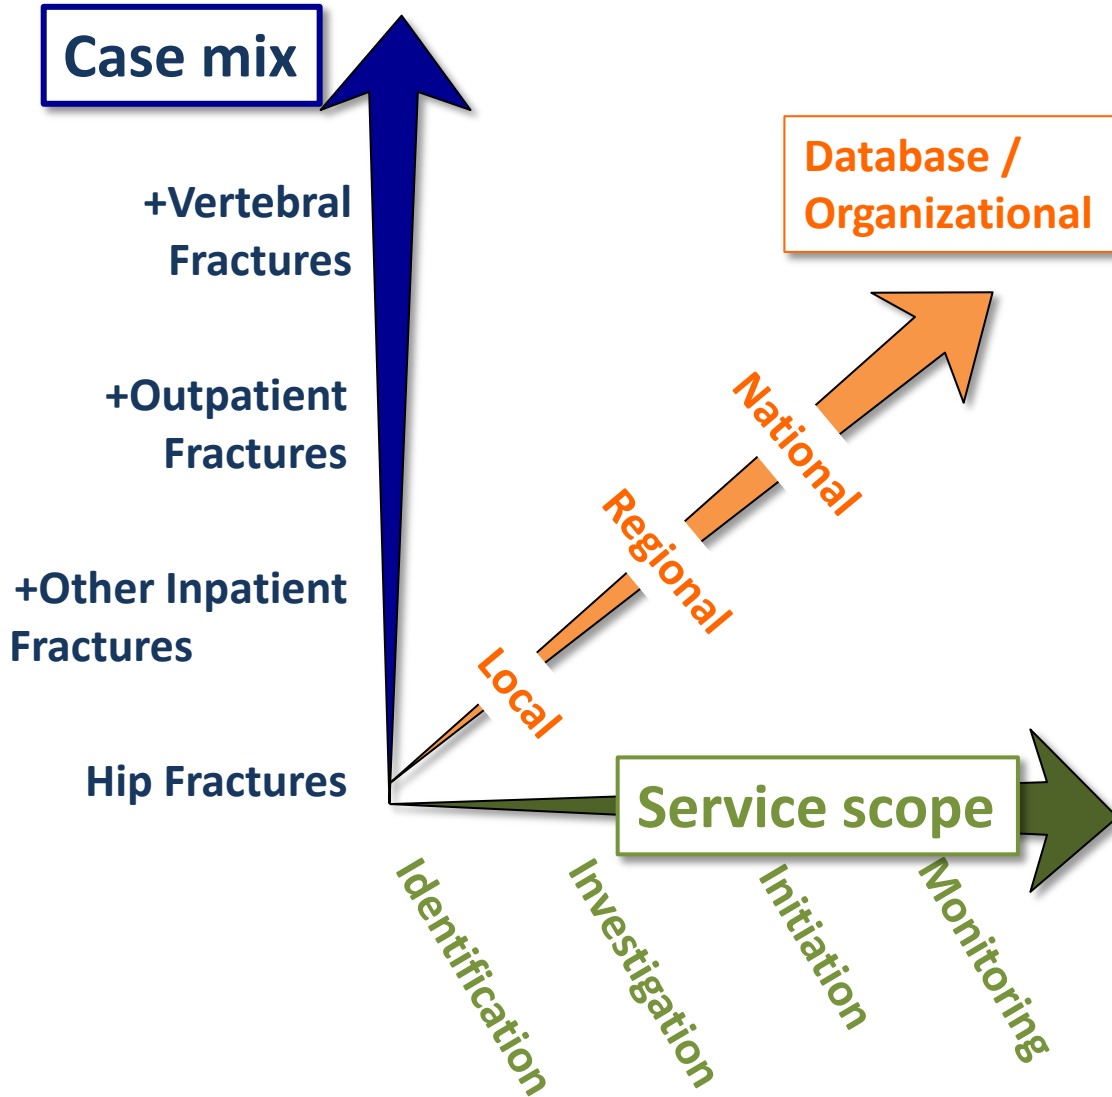 Case mix
+Vertebral
Fractures
+Outpatient
Fractures
+Other Inpatient
Fractures
Hip Fractures
Database /
Organizational
National
Regional
Local
Service scope
Identification
Investigation
Initiation
Monitoring